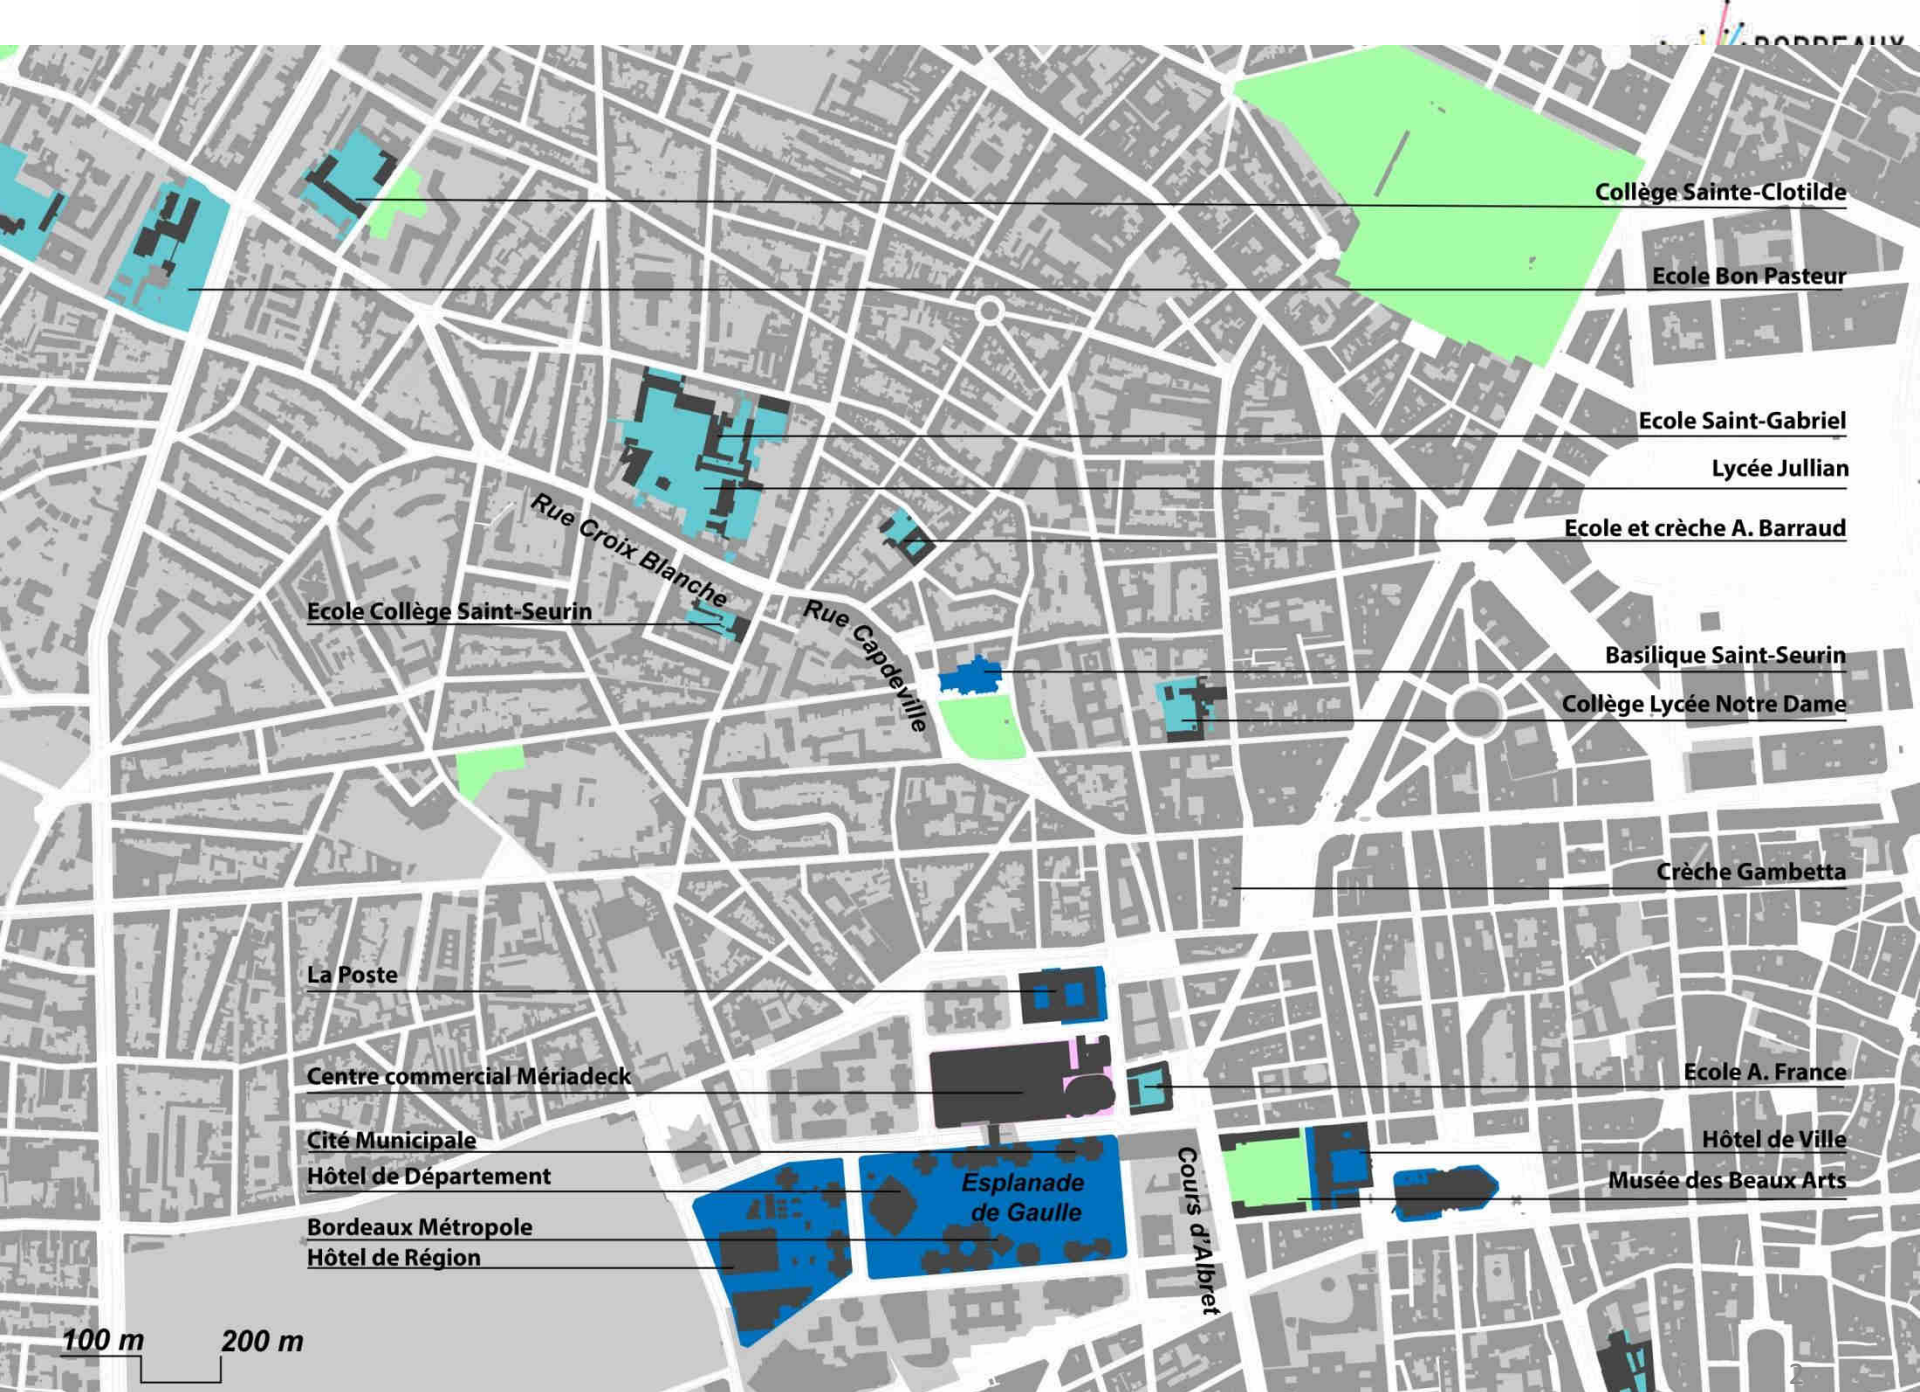 BORDEAUX
Collège Sainte-Clotilde
Ecole Bon Pasteur
Ecole Saint-Gabriel
Lycée Jullian
Rue Croix Blanche
Ecole et crèche A. Barraud
Ecole Collège Saint-Seurin
Rue Capdeville
Basilique Saint-Seurin
Collège Lycée Notre Dame
Crèche Gambetta
La Poste
Centre commercial Mériadeck
Ecole A. France
Cité Municipale
Hôtel de Ville
Hôtel de Département
Esplanade
de Gaulle
Cours d'Albret
Musée des Beaux Arts
Bordeaux Métropole
Hôtel de Région
100 m 200 m
2